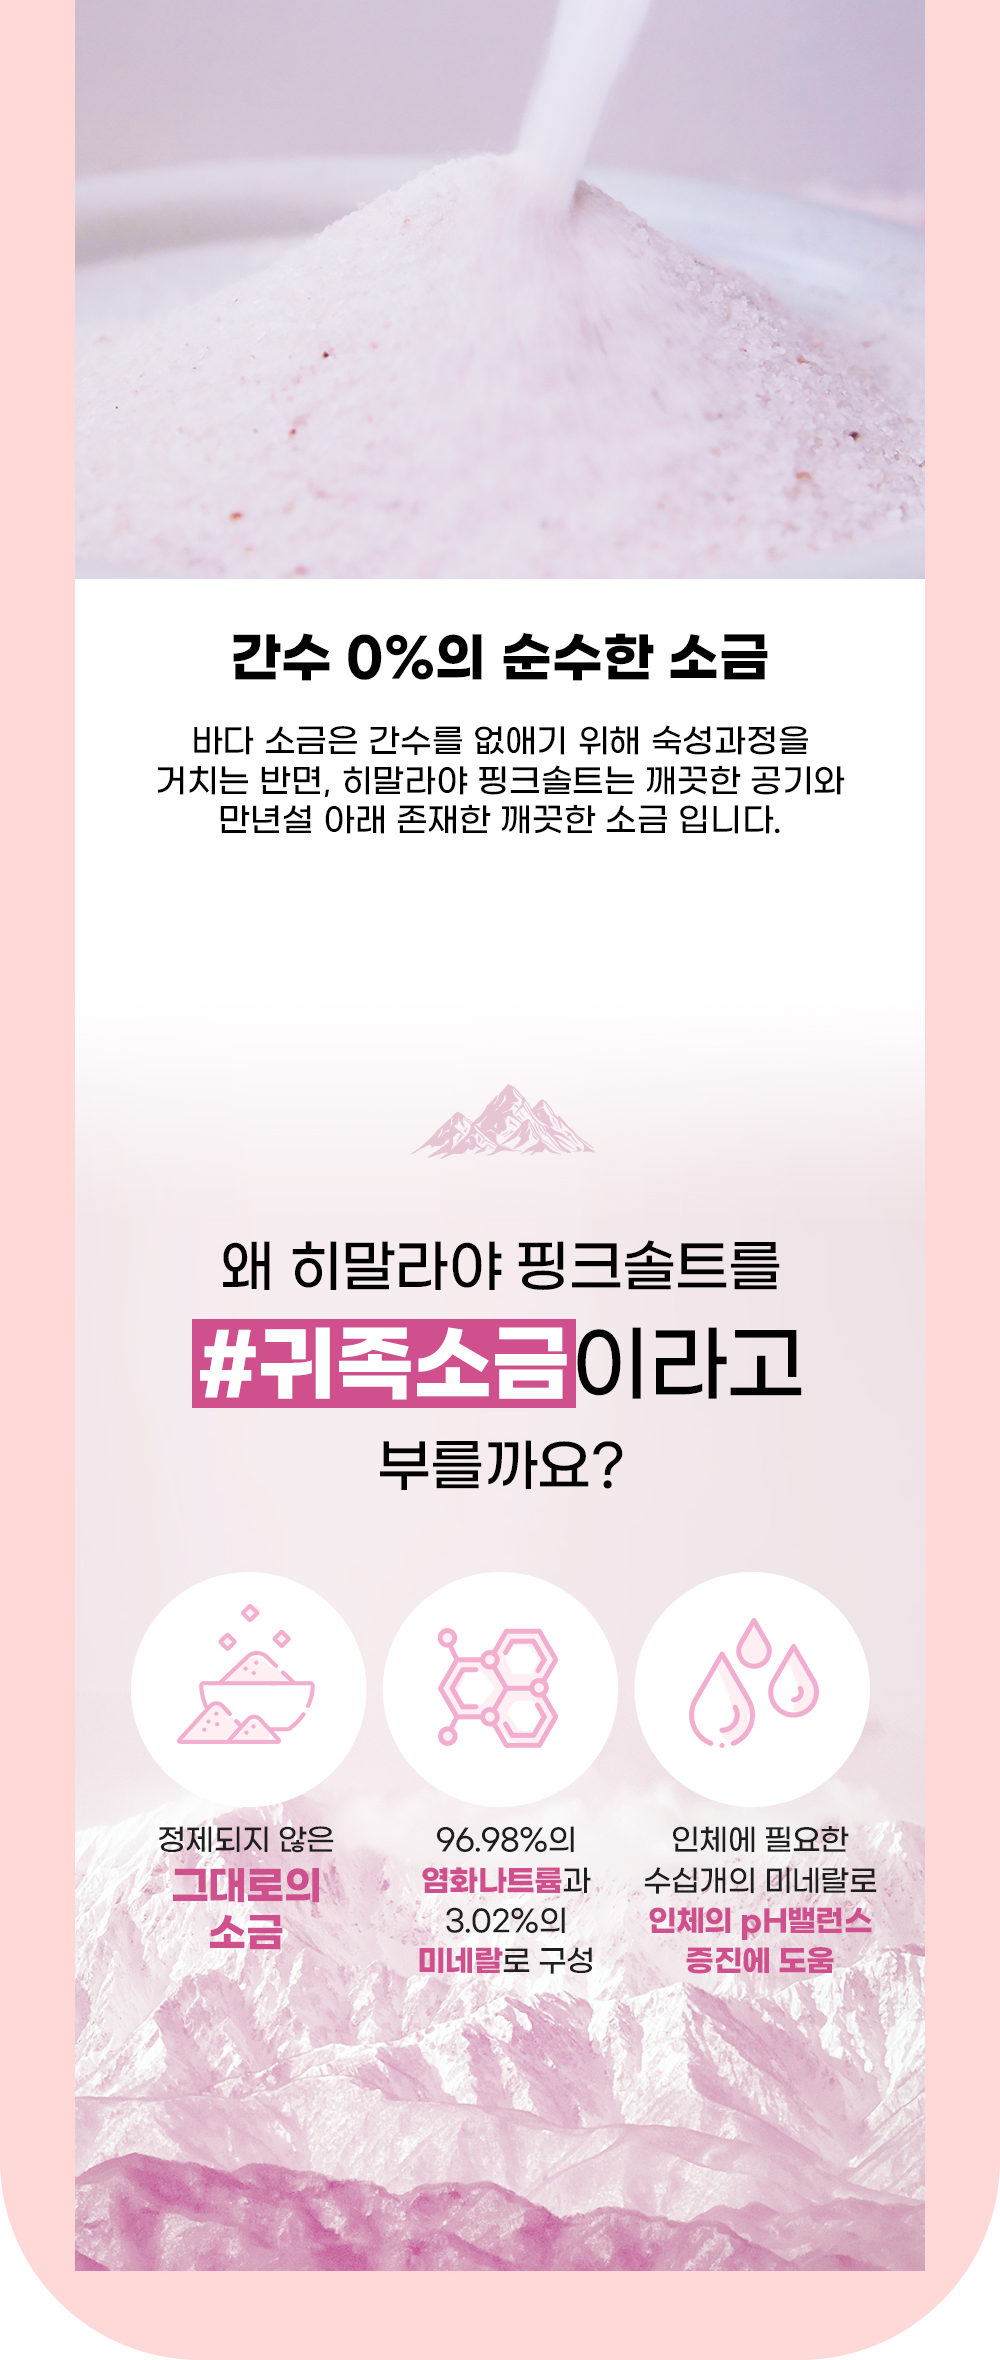 간수 0%의 순수한 소금
바다 소금은 간수를 없애기 위해 숙성과정을
거치는 반면, 히말라야 핑크솔트는 깨끗한 공기와
만년설 아래 존재한 깨끗한 소금 입니다.
왜 히말라야 핑크솔트를
#귀족소금이라고
부를까요?
정제되지 않은
그대로의
소금
96.98%의
염화나트륨과
3.02%의
미네랄로 구성
인체에 필요한
수십개의 미네랄로
인체의 pH밸런스
증진에 도움